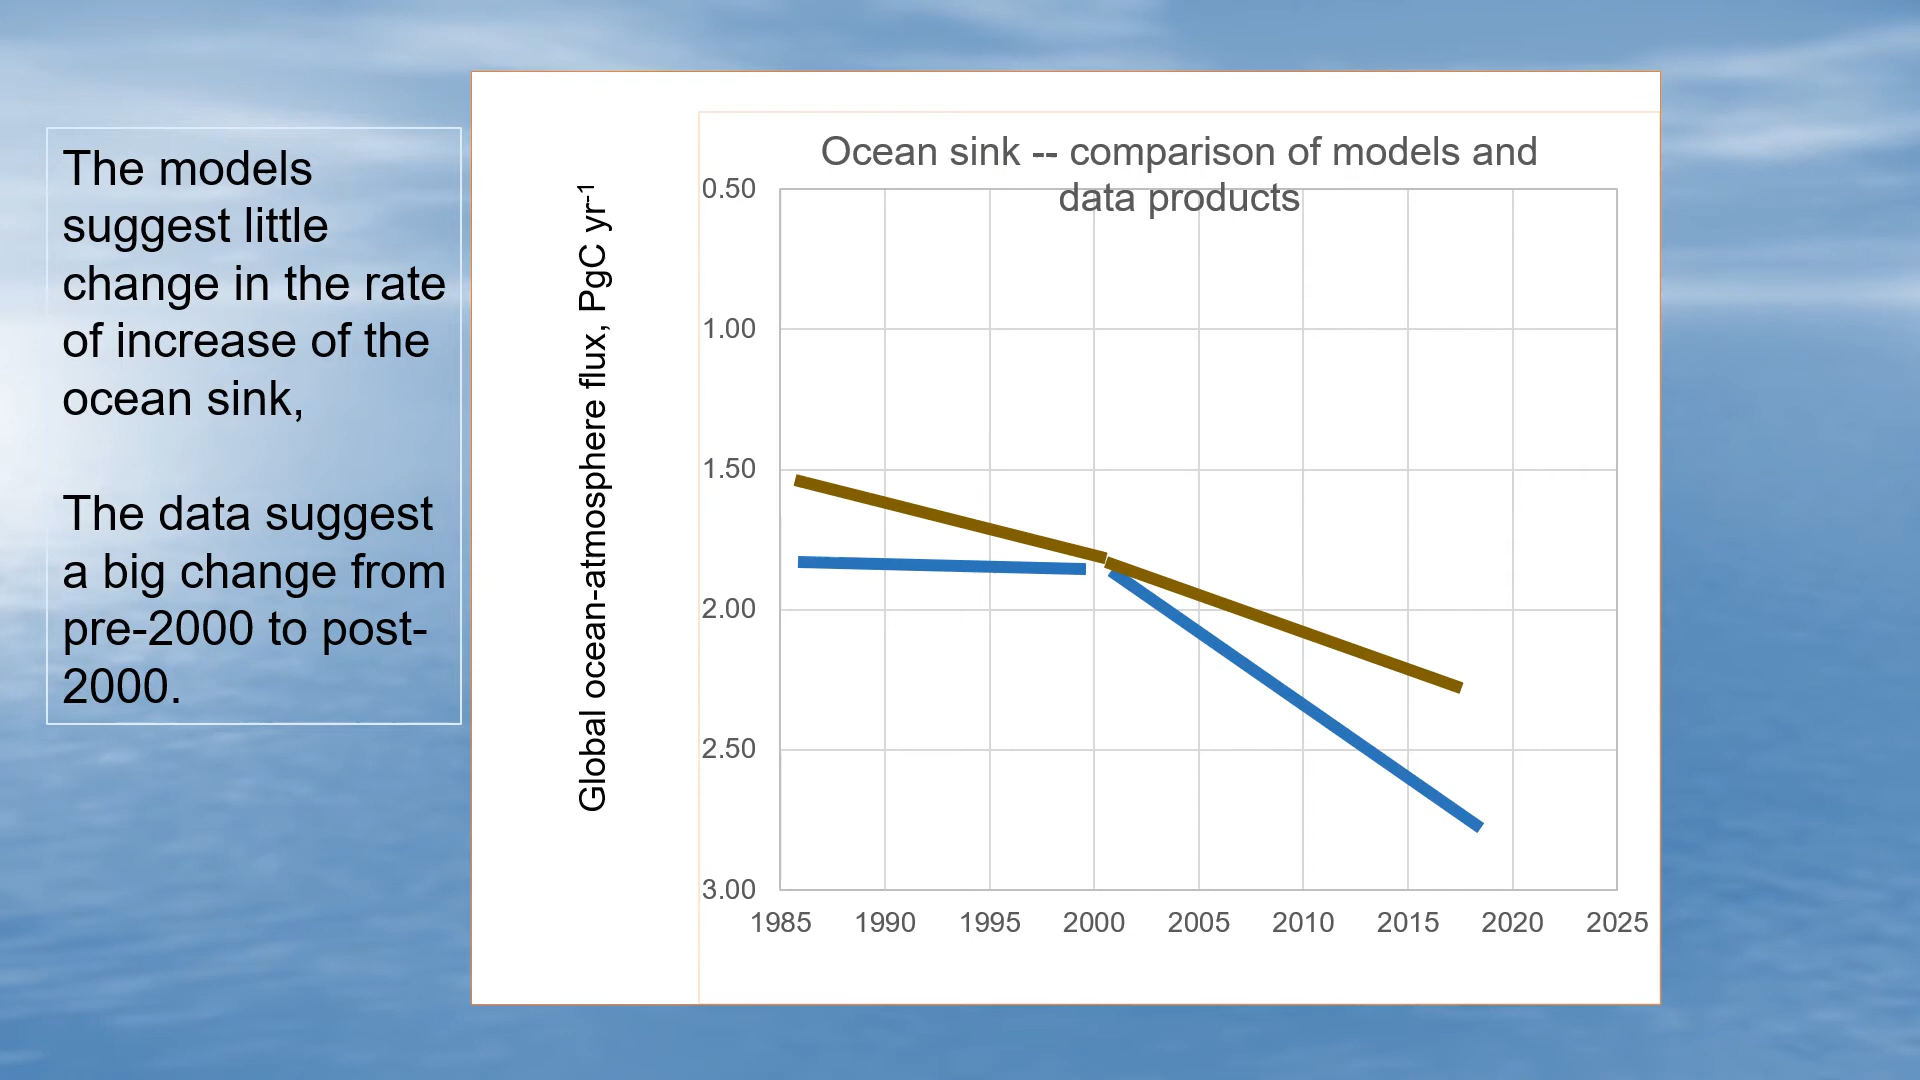 The models
suggest little
change in the rate
of increase of the
ocean sink,
The data suggest
a big change from
pre-2000 to post-
2000.
Ocean sink -- comparison of models and
data products
Global ocean-atmosphere flux, PgC yr⁻¹
0.50
1.00
1.50
2.00
2.50
3.00
1985 1990 1995 2000 2005 2010 2015 2020 2025